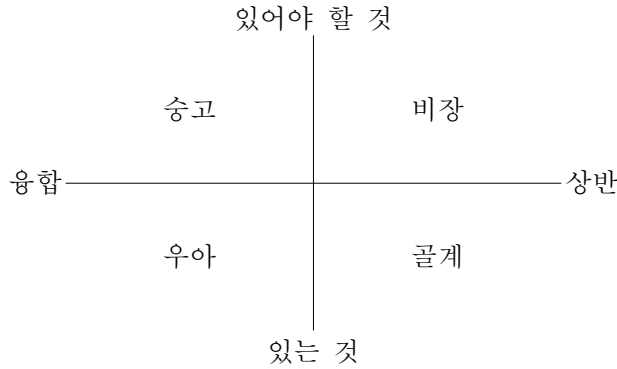 있어야 할 것
숭고 비장
융합 상반
우아 골계
있는 것